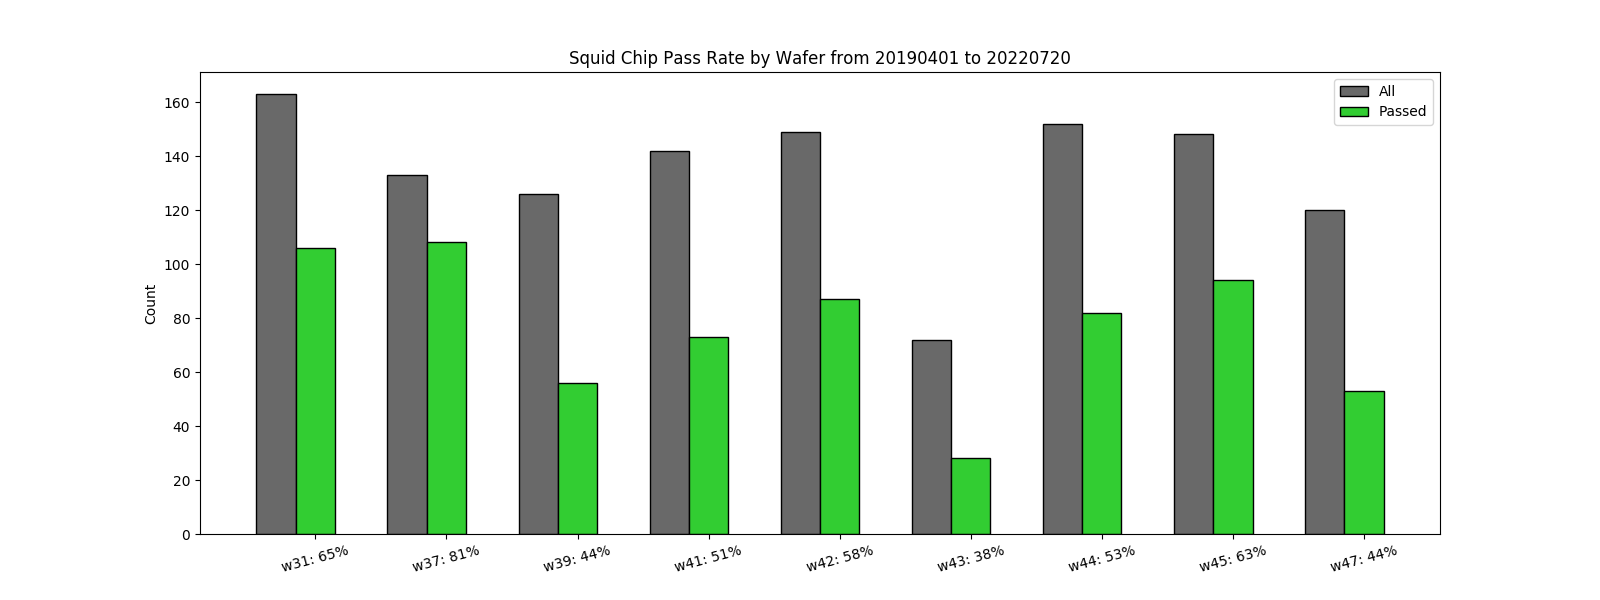 Squid Chip Pass Rate by Wafer from 20190401 to 20220720
All
Passed
Count
160
140
120
100
80
60
40
20
0
w31: 65%
w37: 81%
w39: 44%
w41: 51%
w42: 58%
w43: 38%
w44: 53%
w45: 63%
w47: 44%